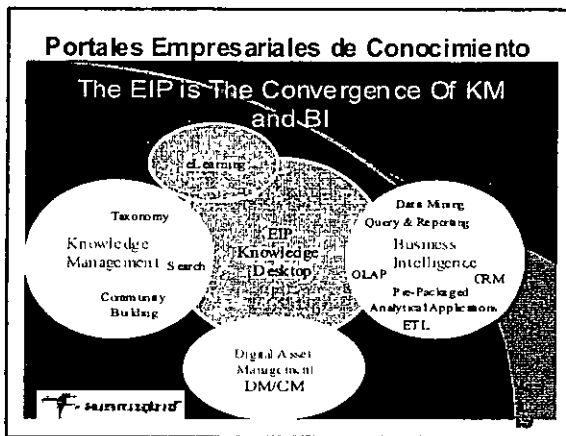 Portales Empresariales de Conocimiento
The EIP is The Convergence Of KM
and BI
eLearning
Taxonomy
Knowledge
Management
Search
Community
Building
EIP
Knowledge
Desktop
Data Mining
Query & Reporting
Business
Intelligence
OLAP
CRM
Pre-Packaged
Analytical Applications
ETL
Digital Asset
Management
DM/CM